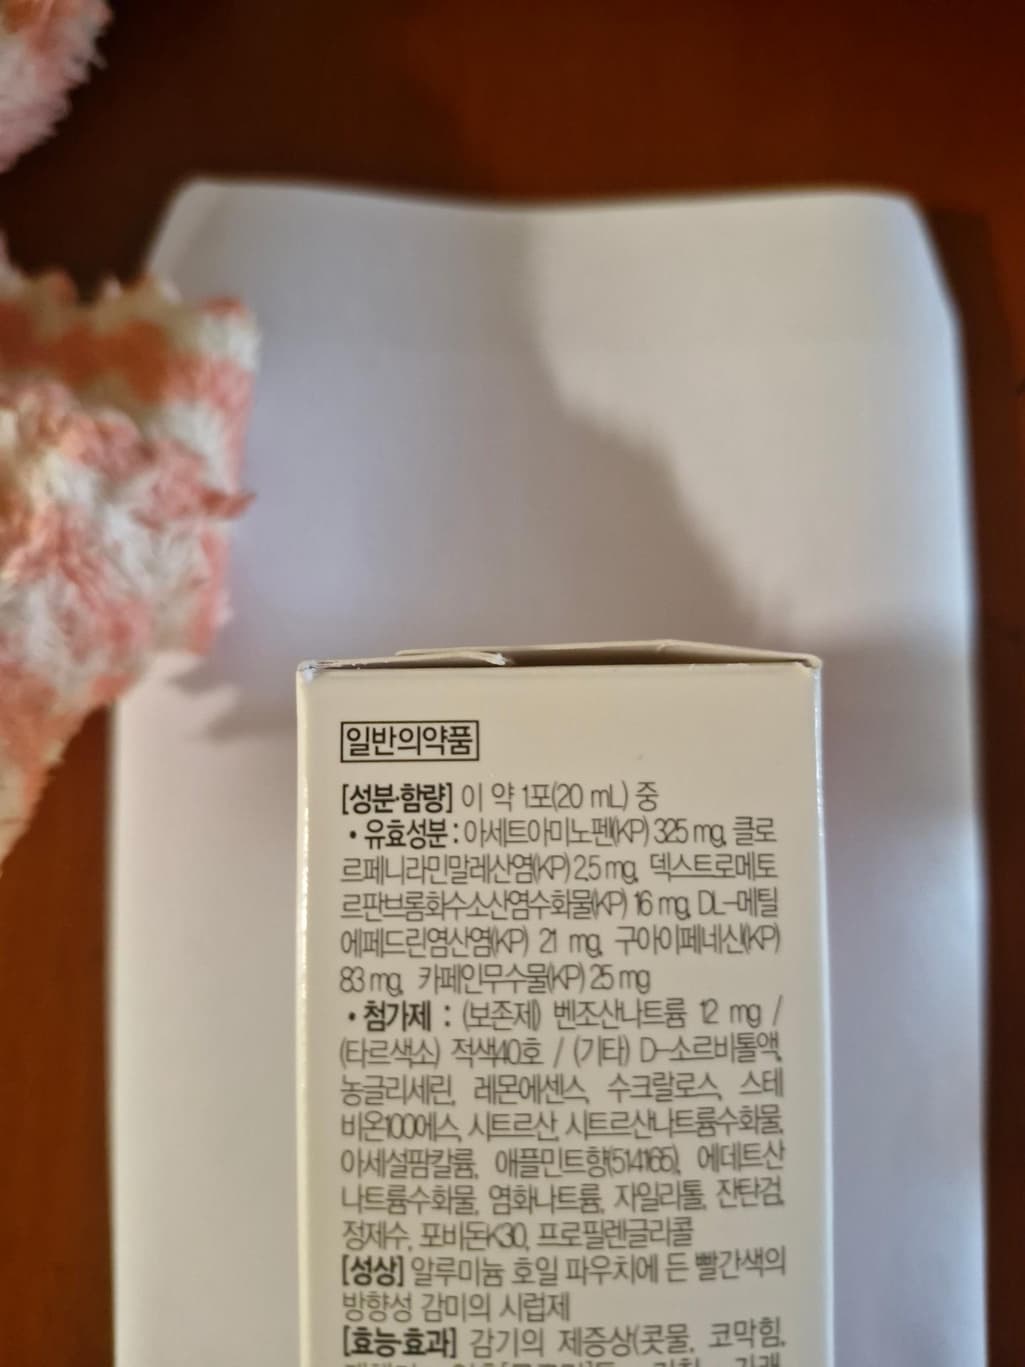 일반의약품
[성분·함량] 이 약 1포(20 mL) 중
• 유효성분 : 아세트아미노펜(KP) 325 mg, 클로
르페니라민말레산염(KP) 2.5 mg, 덱스트로메토
르판브롬화수소산염수화물(KP) 16 mg, DL-메틸
에페드린염산염(KP) 21 mg, 구아이페네신(KP)
83 mg, 카페인무수물(KP) 25 mg
• 첨가제 : (보존제) 벤조산나트륨 12 mg /
(타르색소) 적색40호 / (기타) D-소르비톨액,
농글리세린, 레몬에센스, 수크랄로스, 스테
비온100에스, 시트르산, 시트르산나트륨수화물,
아세설팜칼륨, 애플민트향(514165), 에데트산
나트륨수화물, 염화나트륨, 자일리톨, 잔탄검,
정제수, 포비돈K30, 프로필렌글리콜
[성상] 알루미늄 호일 파우치에 든 빨간색의
방향성 감미의 시럽제
[효능·효과] 감기의 제증상(콧물, 코막힘,